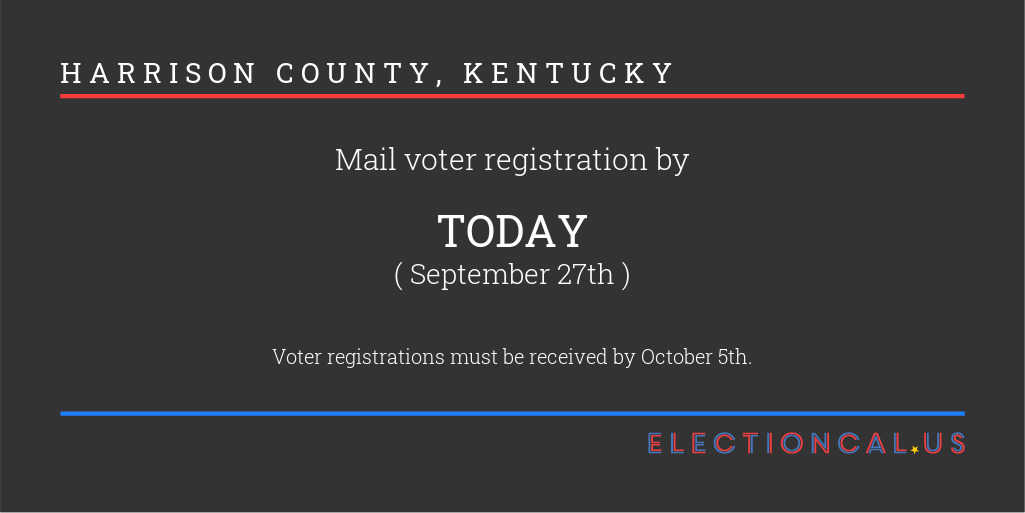 HARRISON COUNTY, KENTUCKY
Mail voter registration by
TODAY
( September 27th )
Voter registrations must be received by October 5th.
ELECTIONCAL.US